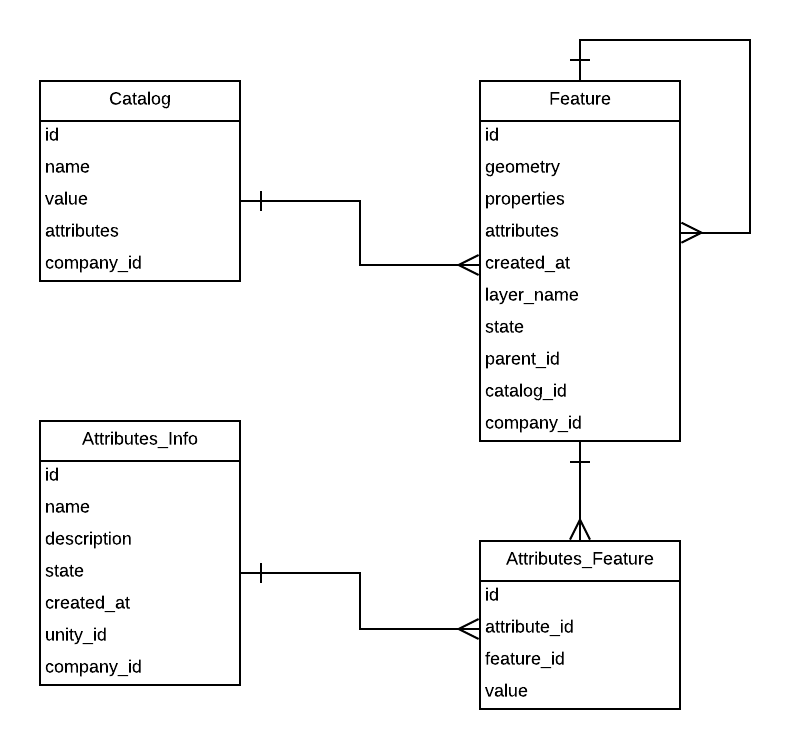 Catalog
id
name
value
attributes
company_id
Feature
id
geometry
properties
attributes
created_at
layer_name
state
parent_id
catalog_id
company_id
Attributes_Info
id
name
description
state
created_at
unity_id
company_id
Attributes_Feature
id
attribute_id
feature_id
value